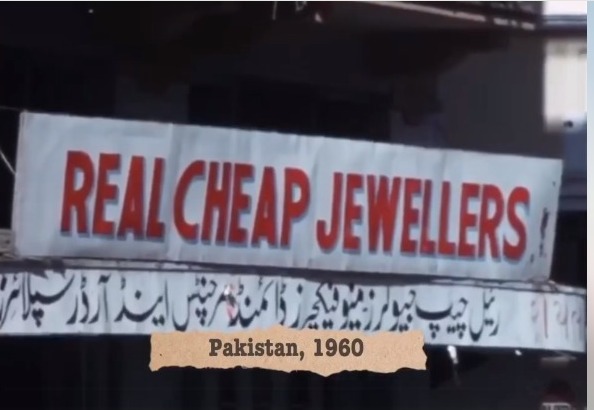 REAL CHEAP JEWELLERS
ریئل چیپ جیولرز مینوفیکچررز ڈائمنڈ مرچنٹس اینڈ آرڈر سپلائرز
Pakistan, 1960